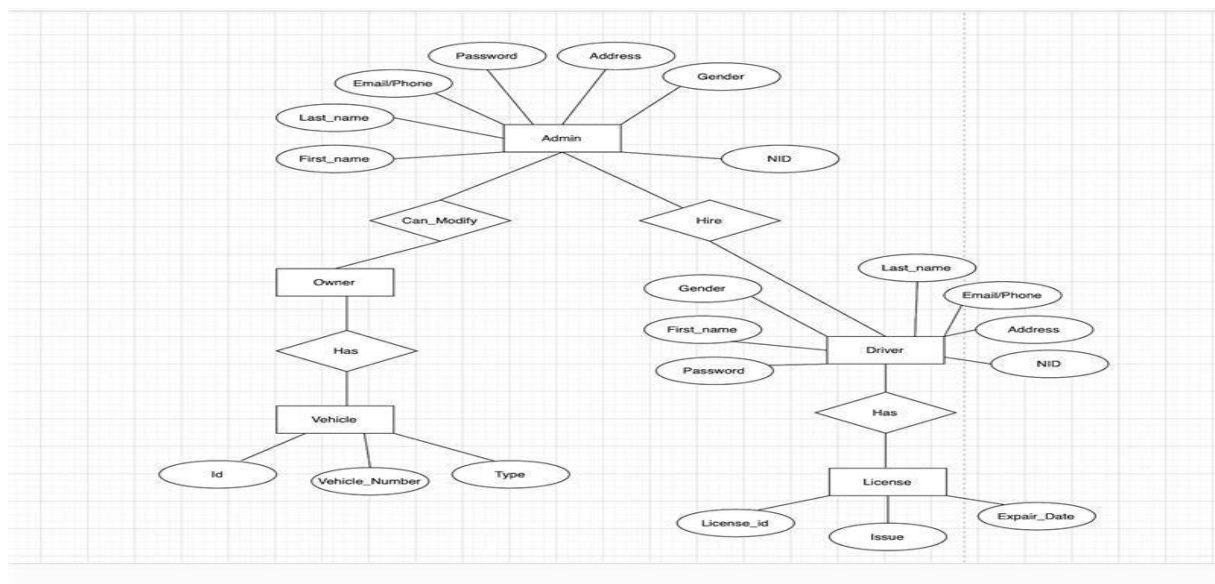 Password
Address
Email/Phone
Gender
Last_name
Admin
First_name
NID
Can_Modify
Hire
Last_name
Owner
Gender
Email/Phone
First_name
Address
Has
Driver
Password
NID
Vehicle
Has
Id
Vehicle_Number
Type
License
License_id
Expair_Date
Issue